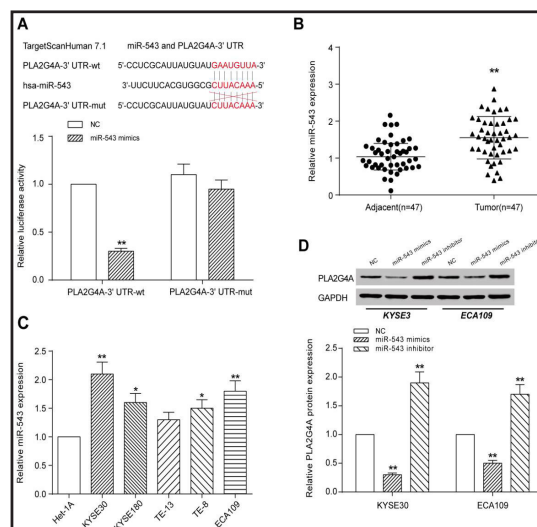 A
TargetScanHuman 7.1 miR-543 and PLA2G4A-3' UTR
PLA2G4A-3' UTR-wt 5'-CCUCGCAUUAUGUAUGAAUGUUA-3'
hsa-miR-543 3'-UUCUUCACGUGGCGCUUACAAA-5'
PLA2G4A-3' UTR-mut 5'-CCUCGCAUUAUGUAUCUUACAAA-3'
NC
miR-543 mimics
Relative luciferase activity
1.5
1.0
0.5
0.0
**
PLA2G4A-3' UTR-wt PLA2G4A-3' UTR-mut
B
Relative miR-543 expression
4
3
2
1
0
**
Adjacent(n=47) Tumor(n=47)
C
Relative miR-543 expression
2.5
2.0
1.5
1.0
0.5
0.0
** * * **
Het-1A KYSE30 KYSE180 TE-13 TE-8 ECA109
D
NC miR-543 mimics miR-543 inhibitor NC miR-543 mimics miR-543 inhibitor
PLA2G4A
GAPDH
KYSE3 ECA109
NC
miR-543 mimics
miR-543 inhibitor
Relative PLA2G4A protein expression
2.5
2.0
1.5
1.0
0.5
0.0
** ** ** **
KYSE30 ECA109